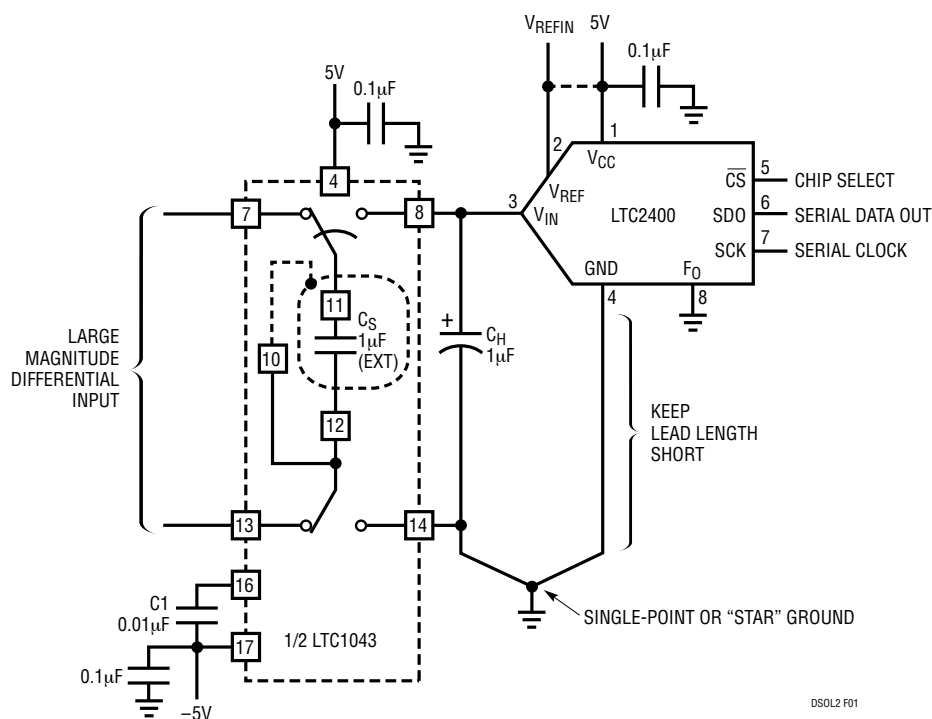 VREFIN
5V
0.1µF
5V
0.1µF
1
2
VCC
4
VREF
CS
5
CHIP SELECT
7
8
3
VIN
LTC2400
SDO
6
SERIAL DATA OUT
SCK
7
SERIAL CLOCK
GND
FO
4
8
11
CS
1µF
(EXT)
+
CH
1µF
LARGE
MAGNITUDE
DIFFERENTIAL
INPUT
10
12
KEEP
LEAD LENGTH
SHORT
13
14
16
C1
0.01µF
17
1/2 LTC1043
SINGLE-POINT OR “STAR” GROUND
0.1µF
–5V
DSOL2 F01